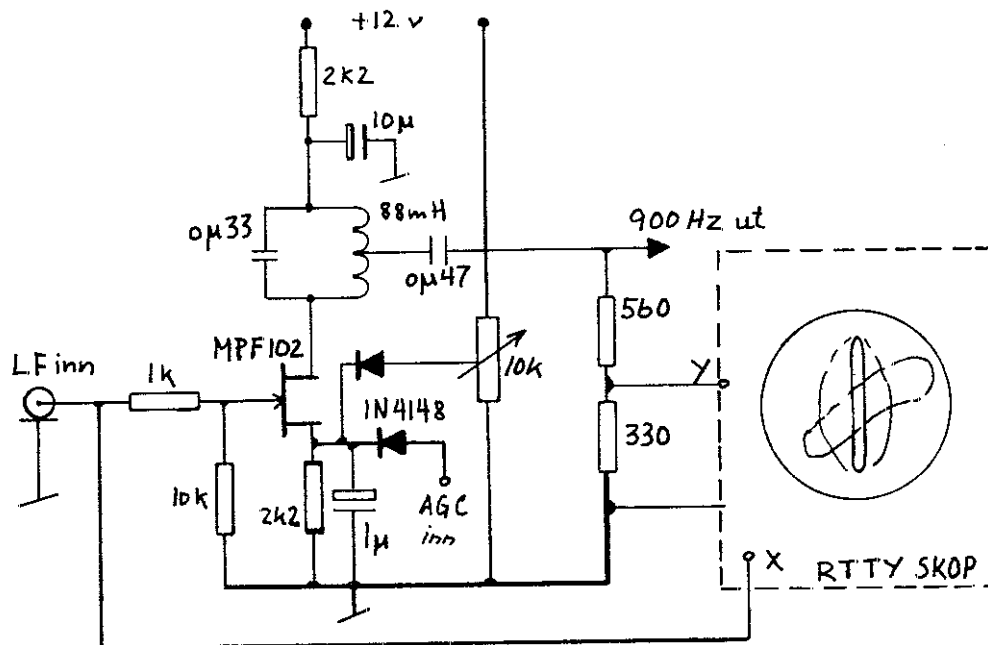 +12.v
2k2
10µ
0µ33
88mH
0µ47
900 Hz ut
560
MPF102
10k
LF inn
1k
Y
1N4148
330
10k
2k2
1µ
AGC
inn
X
RTTY SKOP